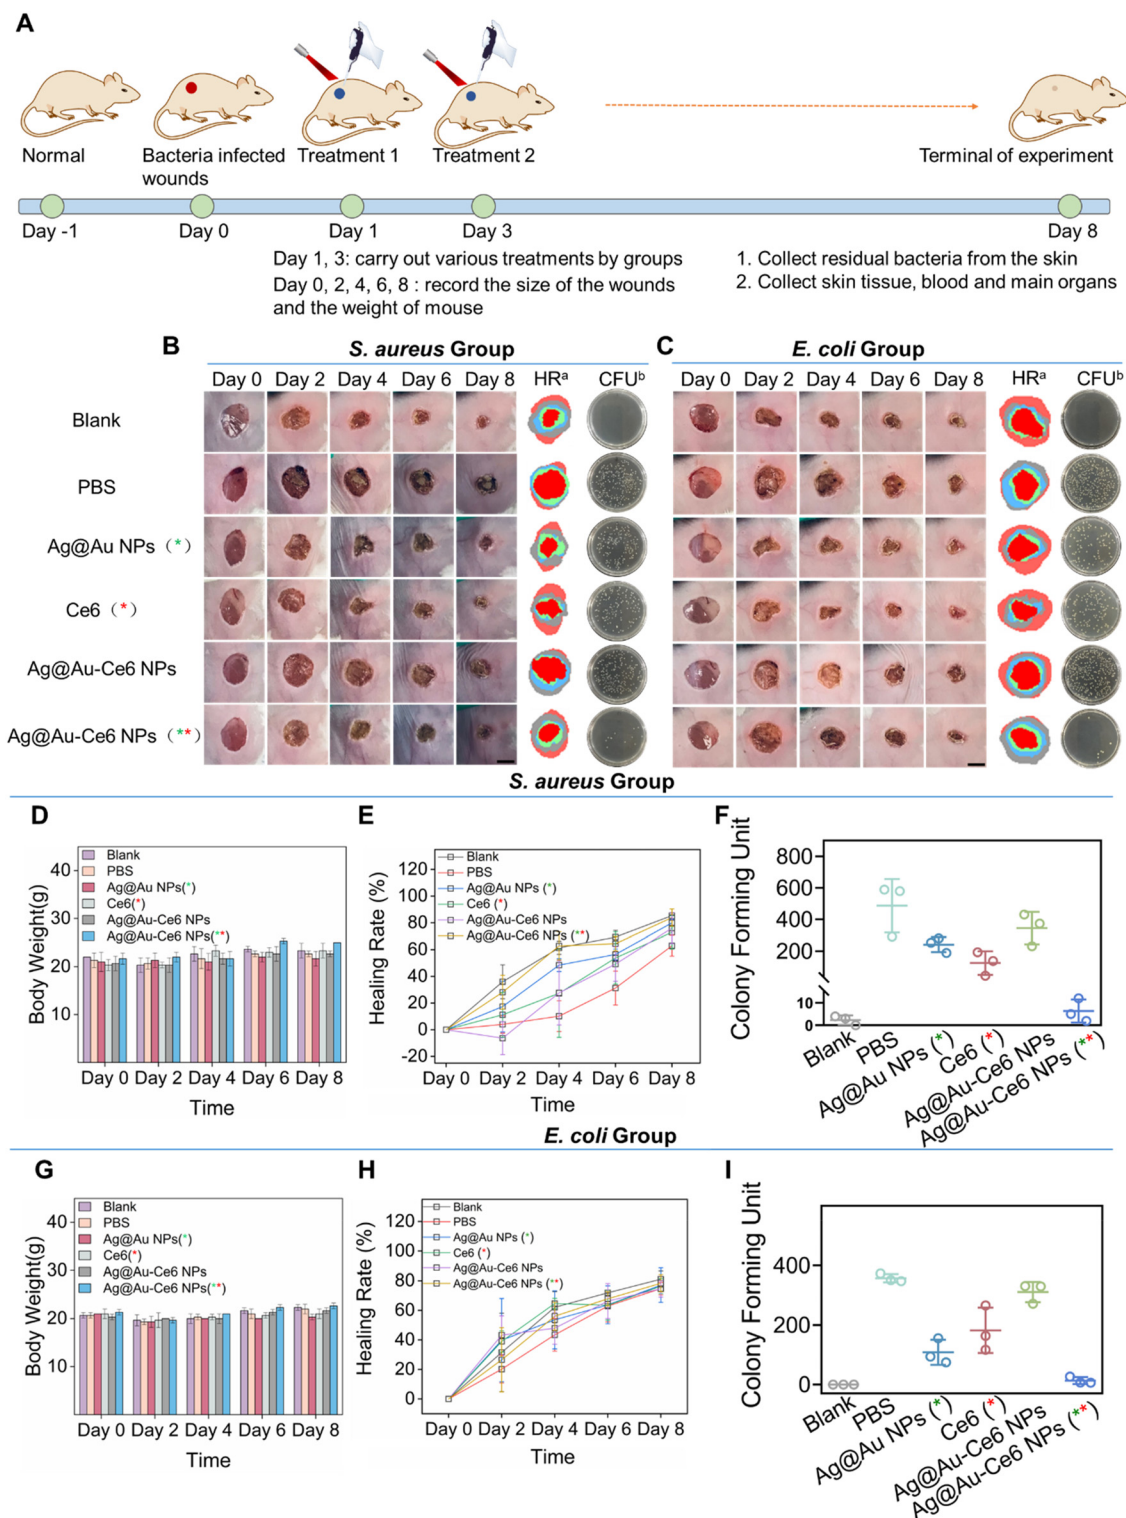 A
Normal
Bacteria infected
wounds
Treatment 1
Treatment 2
Terminal of experiment
Day -1
Day 0
Day 1
Day 3
Day 8
Day 1, 3: carry out various treatments by groups
Day 0, 2, 4, 6, 8 : record the size of the wounds
and the weight of mouse
1. Collect residual bacteria from the skin
2. Collect skin tissue, blood and main organs
B
S. aureus Group
C
E. coli Group
Day 0 Day 2 Day 4 Day 6 Day 8 HRᵃ CFUᵇ
Day 0 Day 2 Day 4 Day 6 Day 8 HRᵃ CFUᵇ
Blank
PBS
Ag@Au NPs (*)
Ce6 (*)
Ag@Au-Ce6 NPs
Ag@Au-Ce6 NPs (**)
S. aureus Group
D
Body Weight(g)
40
30
20
10
Blank
PBS
Ag@Au NPs(*)
Ce6(*)
Ag@Au-Ce6 NPs
Ag@Au-Ce6 NPs(**)
Day 0 Day 2 Day 4 Day 6 Day 8
Time
E
Healing Rate (%)
120
100
80
60
40
20
0
-20
Blank
PBS
Ag@Au NPs (*)
Ce6 (*)
Ag@Au-Ce6 NPs
Ag@Au-Ce6 NPs (**)
Day 0 Day 2 Day 4 Day 6 Day 8
Time
F
Colony Forming Unit
800
600
400
200
10
0
Blank
PBS
Ag@Au NPs (*)
Ce6 (*)
Ag@Au-Ce6 NPs
Ag@Au-Ce6 NPs (**)
E. coli Group
G
Body Weight(g)
40
30
20
10
Blank
PBS
Ag@Au NPs(*)
Ce6(*)
Ag@Au-Ce6 NPs
Ag@Au-Ce6 NPs(**)
Day 0 Day 2 Day 4 Day 6 Day 8
Time
H
Healing Rate (%)
120
100
80
60
40
20
0
Blank
PBS
Ag@Au NPs (*)
Ce6 (*)
Ag@Au-Ce6 NPs
Ag@Au-Ce6 NPs (**)
Day 0 Day 2 Day 4 Day 6 Day 8
Time
I
Colony Forming Unit
400
200
0
Blank
PBS
Ag@Au NPs (*)
Ce6 (*)
Ag@Au-Ce6 NPs
Ag@Au-Ce6 NPs (**)